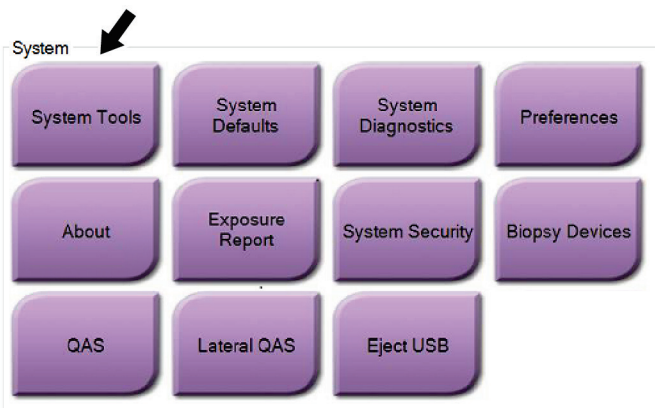 System
System Tools
System
Defaults
System
Diagnostics
Preferences
About
Exposure
Report
System Security
Biopsy Devices
QAS
Lateral QAS
Eject USB